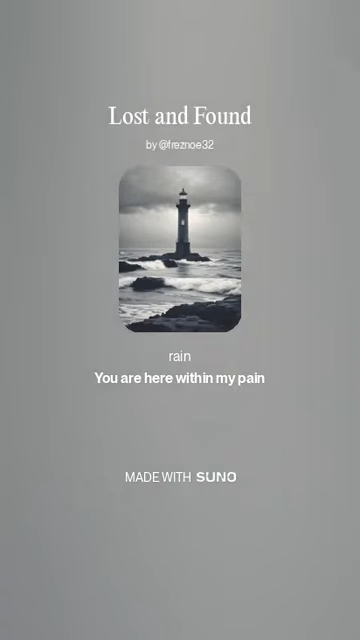 Lost and Found
by @freznoe32
rain
You are here within my pain
MADE WITH SUNO